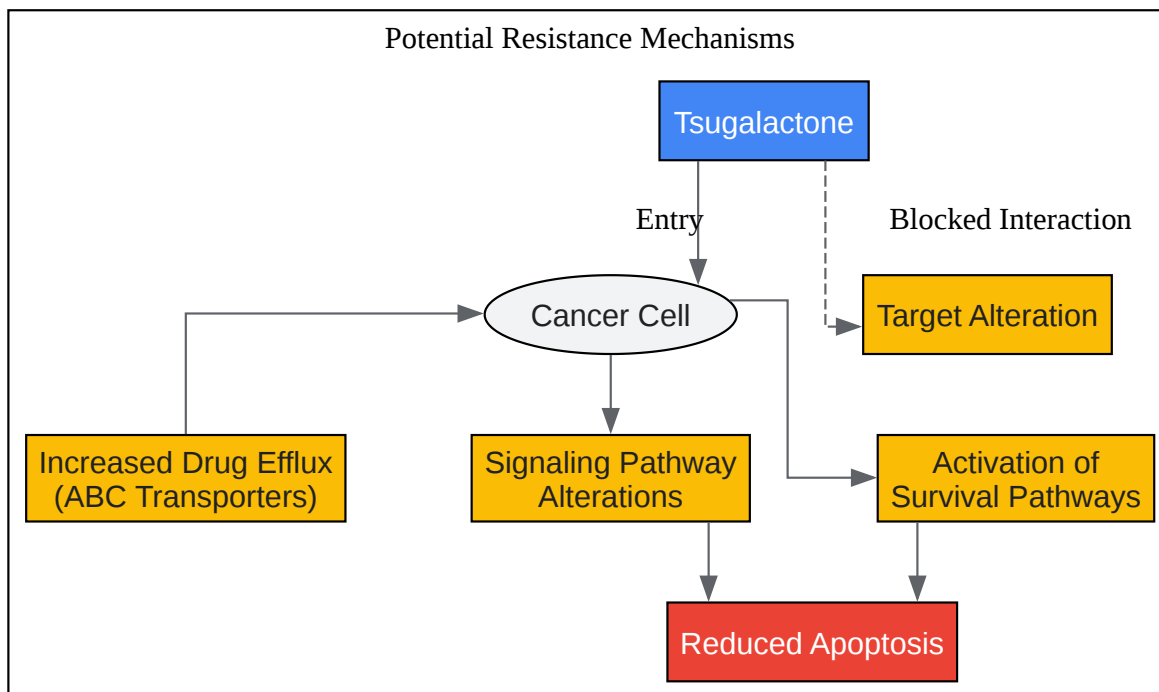 Potential Resistance Mechanisms
Tsugalactone
Entry
Blocked Interaction
Cancer Cell
Target Alteration
Increased Drug Efflux
(ABC Transporters)
Signaling Pathway
Alterations
Activation of
Survival Pathways
Reduced Apoptosis